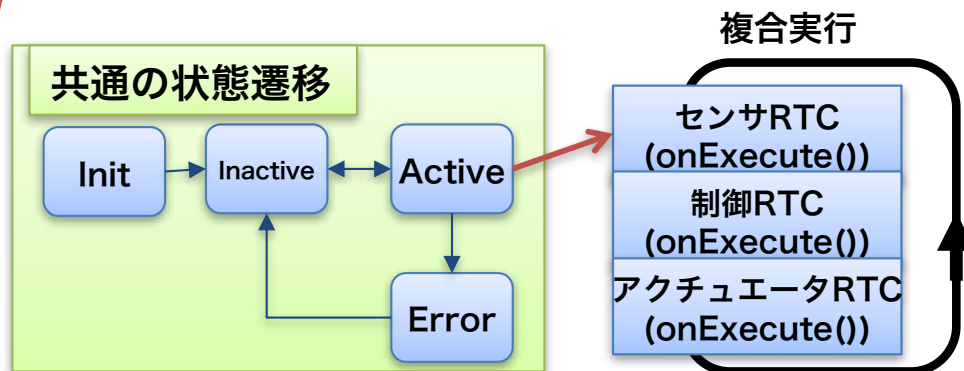 複合実行
共通の状態遷移
Init
Inactive
Active
Error
センサRTC
(onExecute())
制御RTC
(onExecute())
アクチュエータRTC
(onExecute())